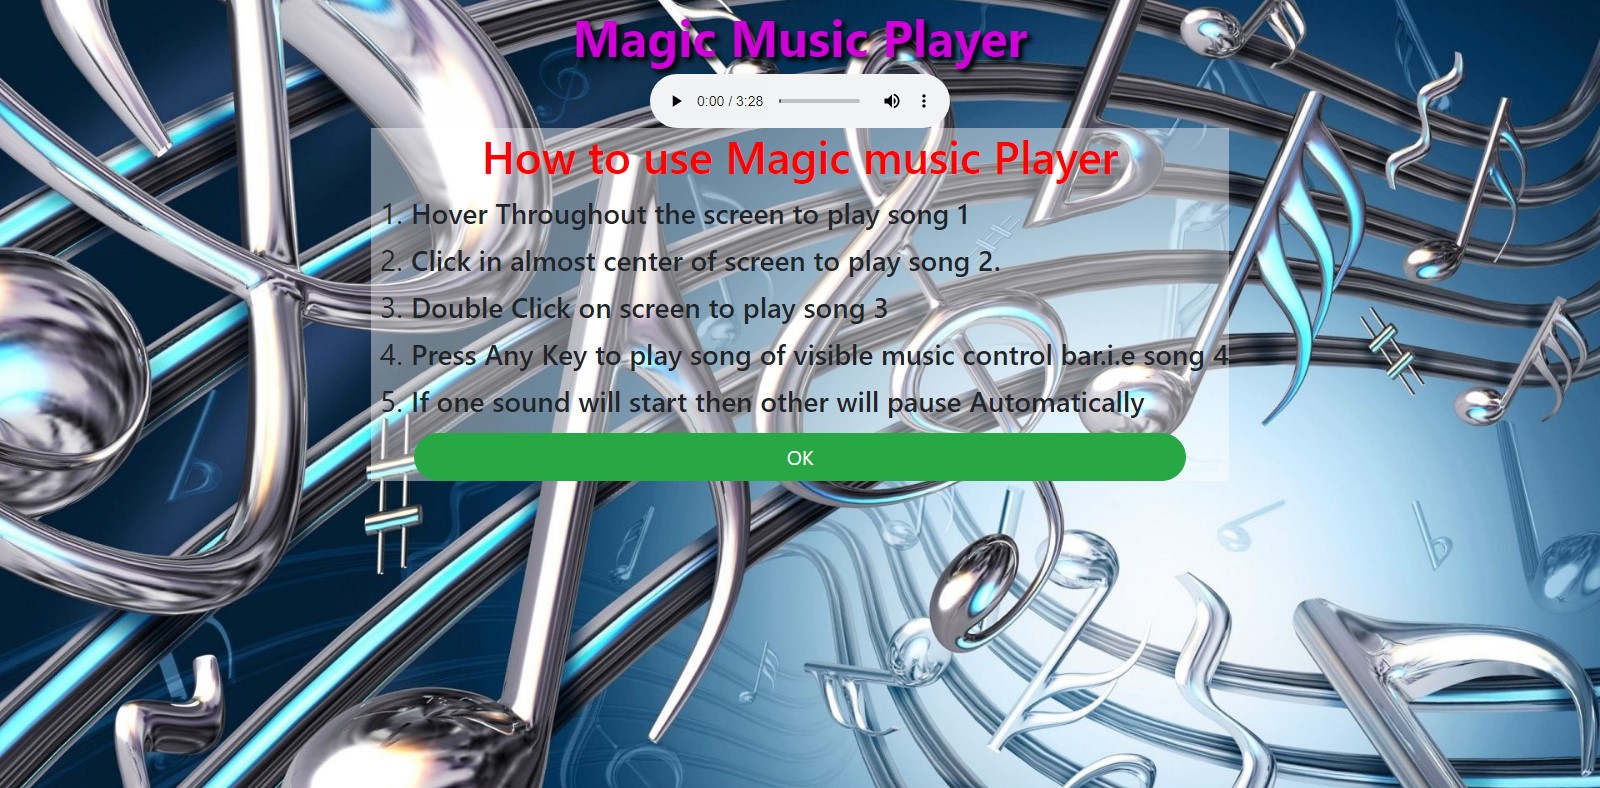 Magic Music Player
0:00 / 3:28
How to use Magic music Player
1. Hover Throughout the screen to play song 1
2. Click in almost center of screen to play song 2.
3. Double Click on screen to play song 3
4. Press Any Key to play song of visible music control bar.i.e song 4
5. If one sound will start then other will pause Automatically
OK